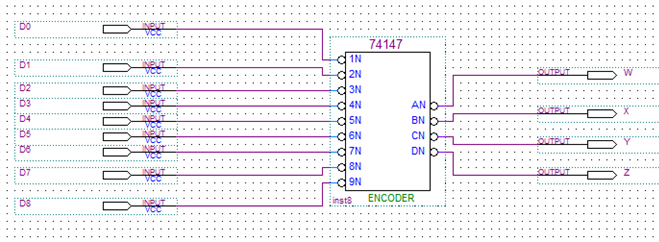 D0 INPUT VCC
74147
D1 INPUT VCC 1N
2N OUTPUT W
D2 INPUT VCC 3N
D3 INPUT VCC 4N AN
D4 INPUT VCC 5N BN OUTPUT X
D5 INPUT VCC 6N CN
D6 INPUT VCC 7N DN OUTPUT Y
D7 INPUT VCC 8N OUTPUT Z
9N
inst8 ENCODER
D8 INPUT VCC